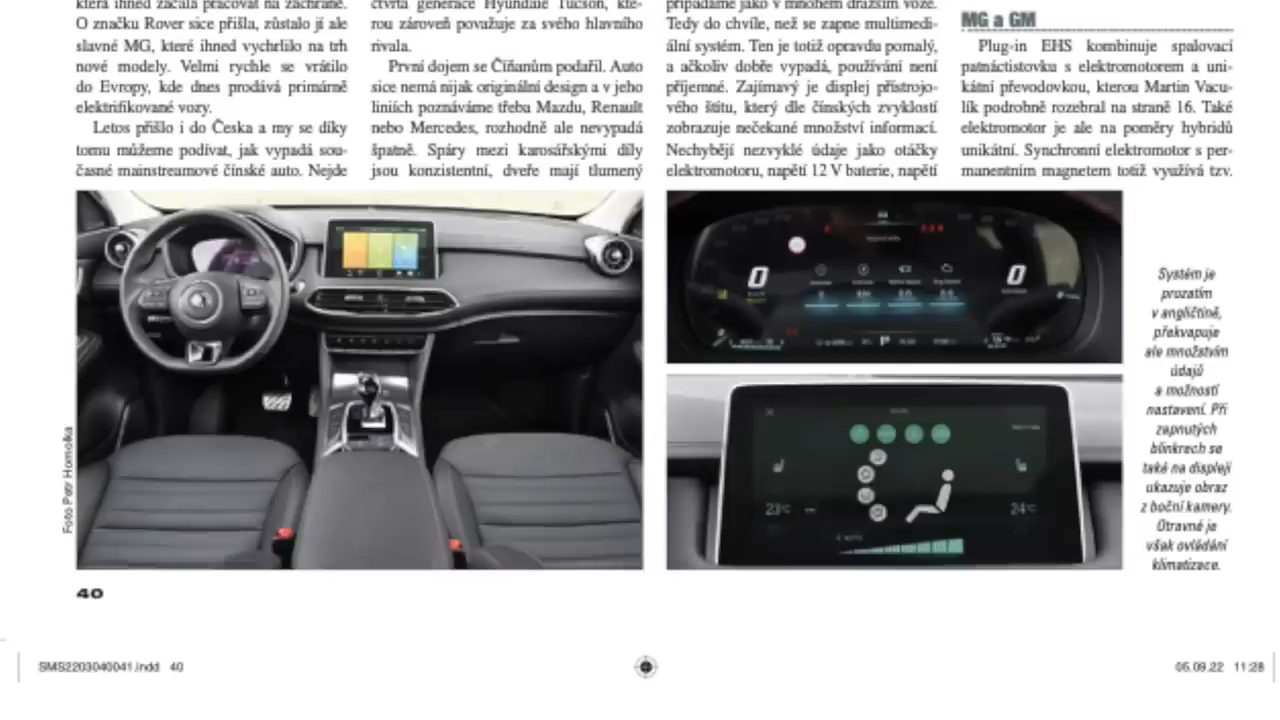 která ihned začala pracovat na záchraně.
O značku Rover sice přišla, zůstalo jí ale
slavné MG, které ihned vychrlilo na trh
nové modely. Velmi rychle se vrátilo
do Evropy, kde dnes prodává primárně
elektrifikované vozy.
Letos přišlo i do Česka a my se díky
tomu můžeme podívat, jak vypadá sou-
časné mainstreamové čínské auto. Nejde
čtvrtá generace Hyundaie Tucson, kte-
rou zároveň považuje za svého hlavního
rivala.
První dojem se Číňanům podařil. Auto
sice nemá nijak originální design a v jeho
liniích poznáváme třeba Mazdu, Renault
nebo Mercedes, rozhodně ale nevypadá
špatně. Spáry mezi karosářskými díly
jsou konzistentní, dveře mají tlumený
připadáme jako v mnohem dražším voze.
Tedy do chvíle, než se zapne multimedi-
ální systém. Ten je totiž opravdu pomalý,
a ačkoliv dobře vypadá, používání není
příjemné. Zajímavý je displej přístrojo-
vého štítu, který dle čínských zvyklostí
zobrazuje nečekané množství informací.
Nechybějí nezvyklé údaje jako otáčky
elektromotoru, napětí 12 V baterie, napětí
MG a GM
Plug-in EHS kombinuje spalovací
patnáctistovku s elektromotorem a uni-
kátní převodovkou, kterou Martin Vacu-
lík podrobně rozebral na straně 16. Také
elektromotor je ale na poměry hybridů
unikátní. Synchronní elektromotor s per-
manentním magnetem totiž využívá tzv.
Foto Petr Homolka
0
0
P
23°C
24°C
Systém je
prozatím
v angličtině,
překvapuje
ale množstvím
údajů
a možností
nastavení. Při
zapnutých
blinkrech se
také na displeji
ukazuje obraz
z boční kamery.
Otravné je
však ovládání
klimatizace.
40
SMS2203040041.indd 40
05.09.22 11:28